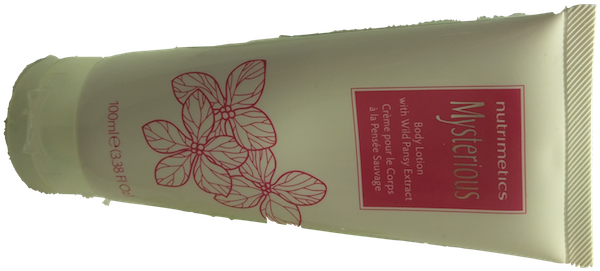 nutrimetics
Mysterious
Body Lotion
with Wild Pansy Extract
Crème pour le Corps
à la Pensée Sauvage
100ml e (3.38 Fl Oz)